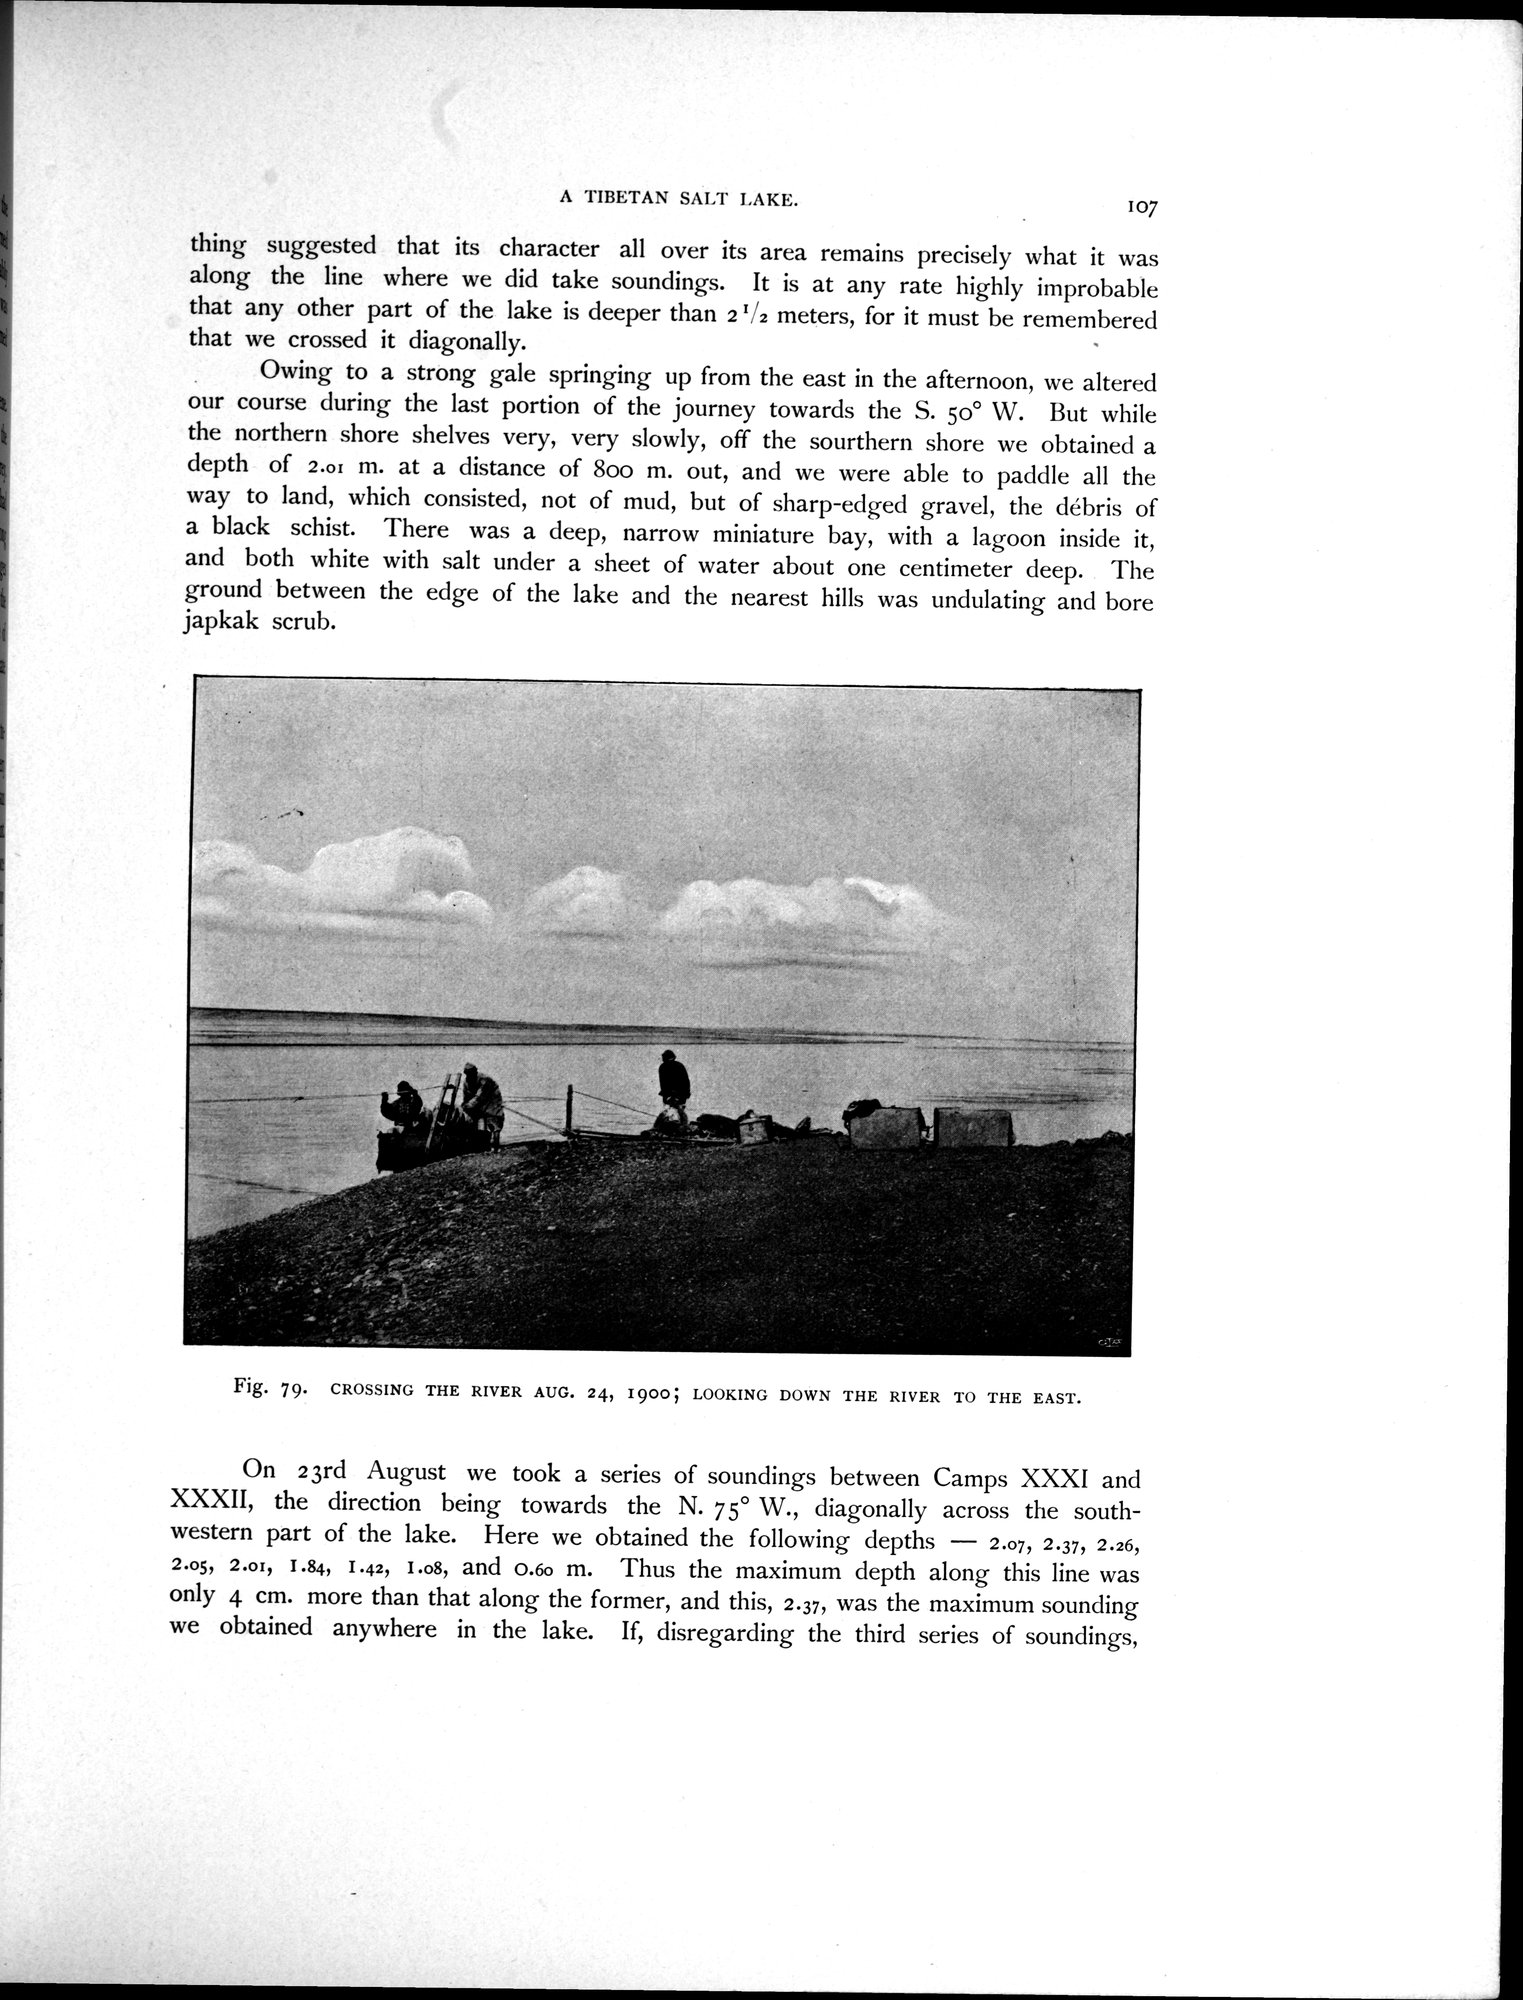 A TIBETAN SALT LAKE.
107
thing suggested that its character all over its area remains precisely what it was
along the line where we did take soundings. It is at any rate highly improbable
that any other part of the lake is deeper than 2 1/2 meters, for it must be remembered
that we crossed it diagonally.
Owing to a strong gale springing up from the east in the afternoon, we altered
our course during the last portion of the journey towards the S. 50° W. But while
the northern shore shelves very, very slowly, off the sourthern shore we obtained a
depth of 2.01 m. at a distance of 800 m. out, and we were able to paddle all the
way to land, which consisted, not of mud, but of sharp-edged gravel, the débris of
a black schist. There was a deep, narrow miniature bay, with a lagoon inside it,
and both white with salt under a sheet of water about one centimeter deep. The
ground between the edge of the lake and the nearest hills was undulating and bore
japkak scrub.
Fig. 79. CROSSING THE RIVER AUG. 24, 1900; LOOKING DOWN THE RIVER TO THE EAST.
On 23rd August we took a series of soundings between Camps XXXI and
XXXII, the direction being towards the N. 75° W., diagonally across the south-
western part of the lake. Here we obtained the following depths — 2.07, 2.37, 2.26,
2.05, 2.01, 1.84, 1.42, 1.08, and 0.60 m. Thus the maximum depth along this line was
only 4 cm. more than that along the former, and this, 2.37, was the maximum sounding
we obtained anywhere in the lake. If, disregarding the third series of soundings,